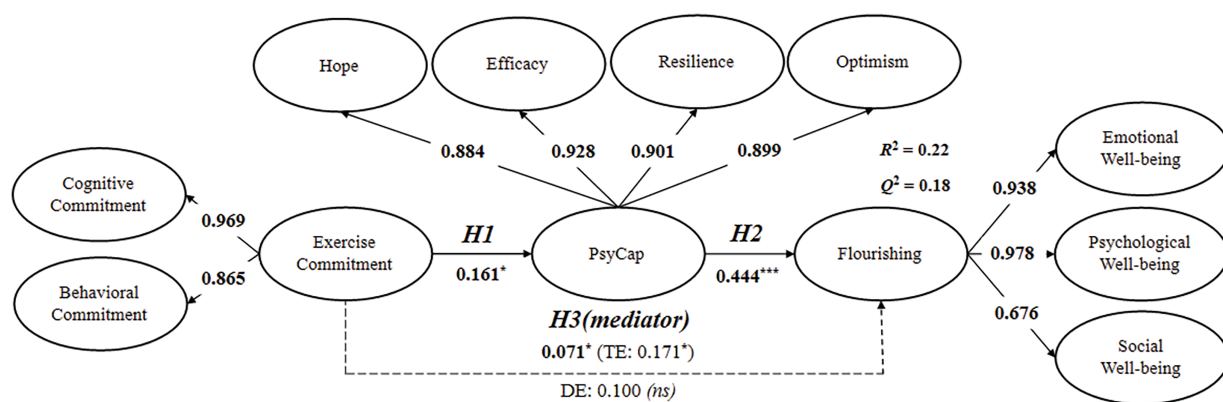 Hope
Efficacy
Resilience
Optimism
0.884
0.928
0.901
0.899
R² = 0.22
Q² = 0.18
Emotional
Well-being
0.938
Cognitive
Commitment
0.969
Exercise
Commitment
H1
0.161*
PsyCap
H2
0.444***
Flourishing
0.978
Psychological
Well-being
0.865
Behavioral
Commitment
0.676
Social
Well-being
H3(mediator)
0.071* (TE: 0.171*)
DE: 0.100 (ns)